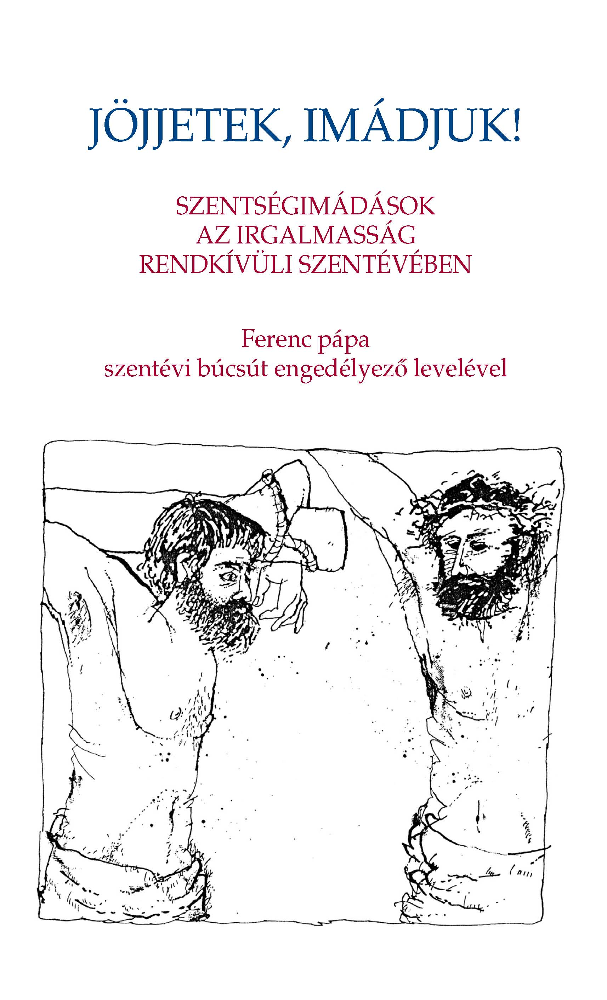 JÖJJETEK, IMÁDJUK!
SZENTSÉGIMÁDÁSOK
AZ IRGALMASSÁG
RENDKÍVÜLI SZENTÉVÉBEN
Ferenc pápa
szentévi búcsút engedélyező levelével